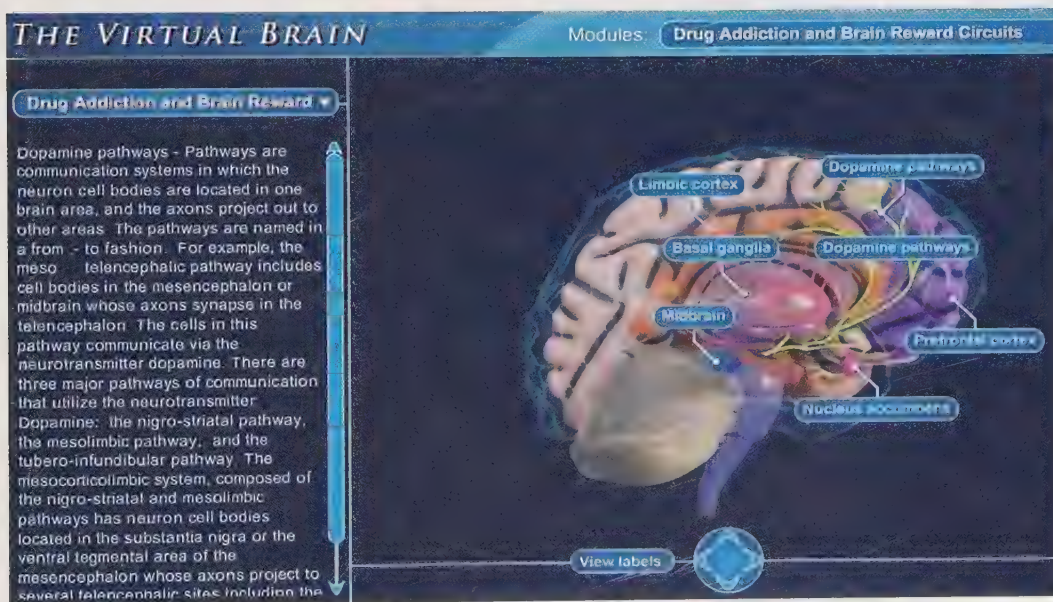 THE VIRTUAL BRAIN
Modules: Drug Addiction and Brain Reward Circuits
Drug Addiction and Brain Reward
Dopamine pathways - Pathways are
communication systems in which the
neuron cell bodies are located in one
brain area, and the axons project out to
other areas. The pathways are named in
a from - to fashion. For example, the
meso telencephalic pathway includes
cell bodies in the mesencephalon or
midbrain whose axons synapse in the
telencephalon. The cells in this
pathway communicate via the
neurotransmitter dopamine. There are
three major pathways of communication
that utilize the neurotransmitter
Dopamine: the nigro-striatal pathway,
the mesolimbic pathway, and the
tubero-infundibular pathway. The
mesocorticolimbic system, composed of
the nigro-striatal and mesolimbic
pathways has neuron cell bodies
located in the substantia nigra or the
ventral tegmental area of the
mesencephalon whose axons project to
several telencephalic sites including the
Dopamine pathways
Limbic cortex
Basal ganglia
Dopamine pathways
Midbrain
Prefrontal cortex
Nucleus accumbens
View labels